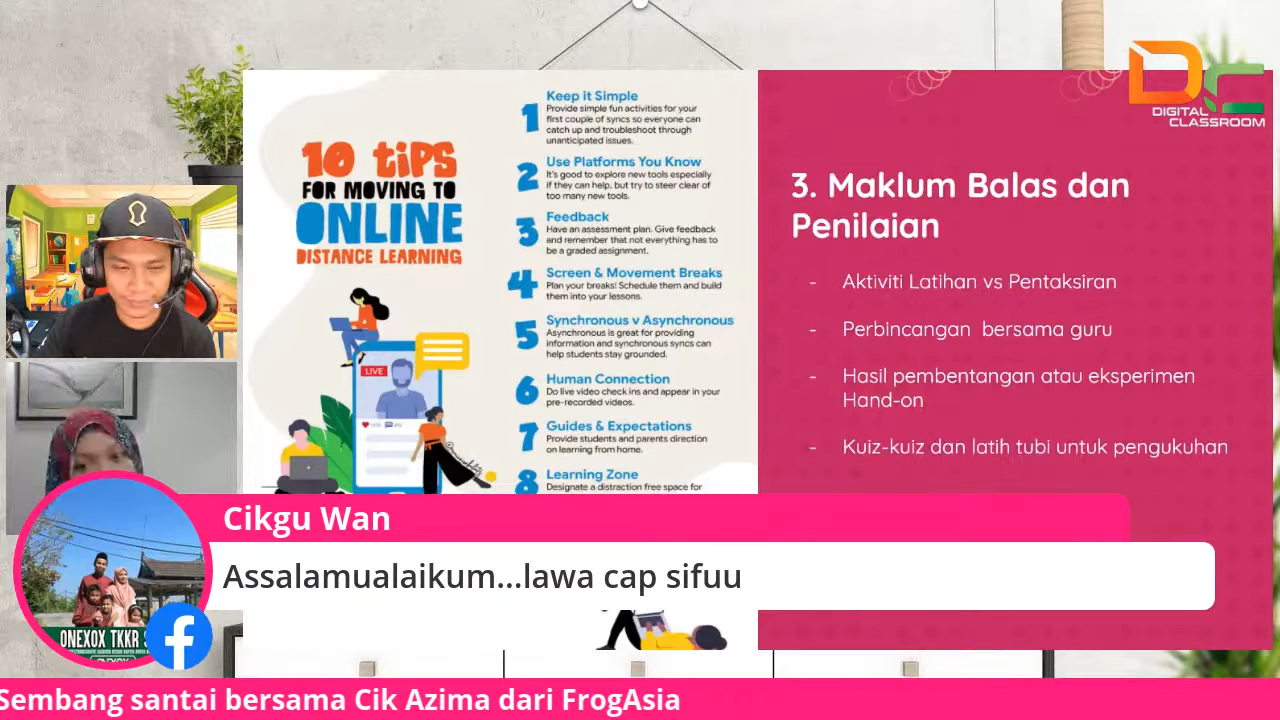 DIGITAL
CLASSROOM
10 tips
FOR MOVING TO
ONLINE
DISTANCE LEARNING
LIVE
1
Keep it Simple
Provide simple fun activities for your
first couple of syncs so everyone can
catch up and troubleshoot through
unanticipated issues.
2
Use Platforms You Know
It's good to explore new tools especially
if they can help, but try to steer clear of
too many new tools.
3
Feedback
Have an assessment plan. Give feedback
and remember that not everything has to
be a graded assignment.
4
Screen & Movement Breaks
Plan your breaks! Schedule them and build
them into your lessons.
5
Synchronous v Asynchronous
Asynchronous is great for providing
information and synchronous syncs can
help students stay grounded.
6
Human Connection
Do live video check ins and appear in your
pre-recorded videos.
7
Guides & Expectations
Provide students and parents direction
on learning from home.
8
Learning Zone
Designate a distraction free space for
3. Maklum Balas dan
Penilaian
- Aktiviti Latihan vs Pentaksiran
- Perbincangan bersama guru
- Hasil pembentangan atau eksperimen
Hand-on
- Kuiz-kuiz dan latih tubi untuk pengukuhan
Cikgu Wan
Assalamualaikum...lawa cap sifuu
ONEXOX TKKR
ONEXOX
Sembang santai bersama Cik Azima dari FrogAsia